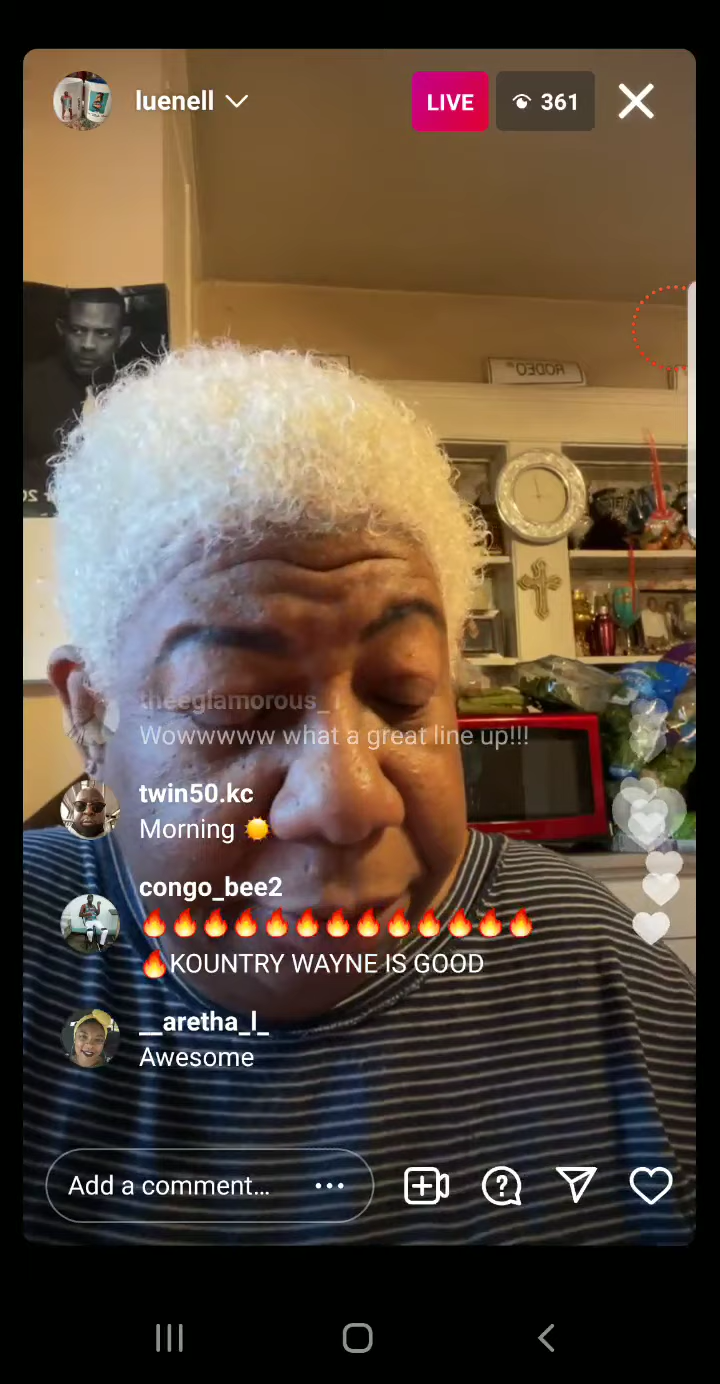 luenell
LIVE
361
RODEO
theeglamorous_
Wowwwww what a great line up!!!
twin50.kc
Morning ☀️
congo_bee2
🔥🔥🔥🔥🔥🔥🔥🔥🔥🔥🔥🔥🔥
🔥KOUNTRY WAYNE IS GOOD
__aretha_l_
Awesome
Add a comment...